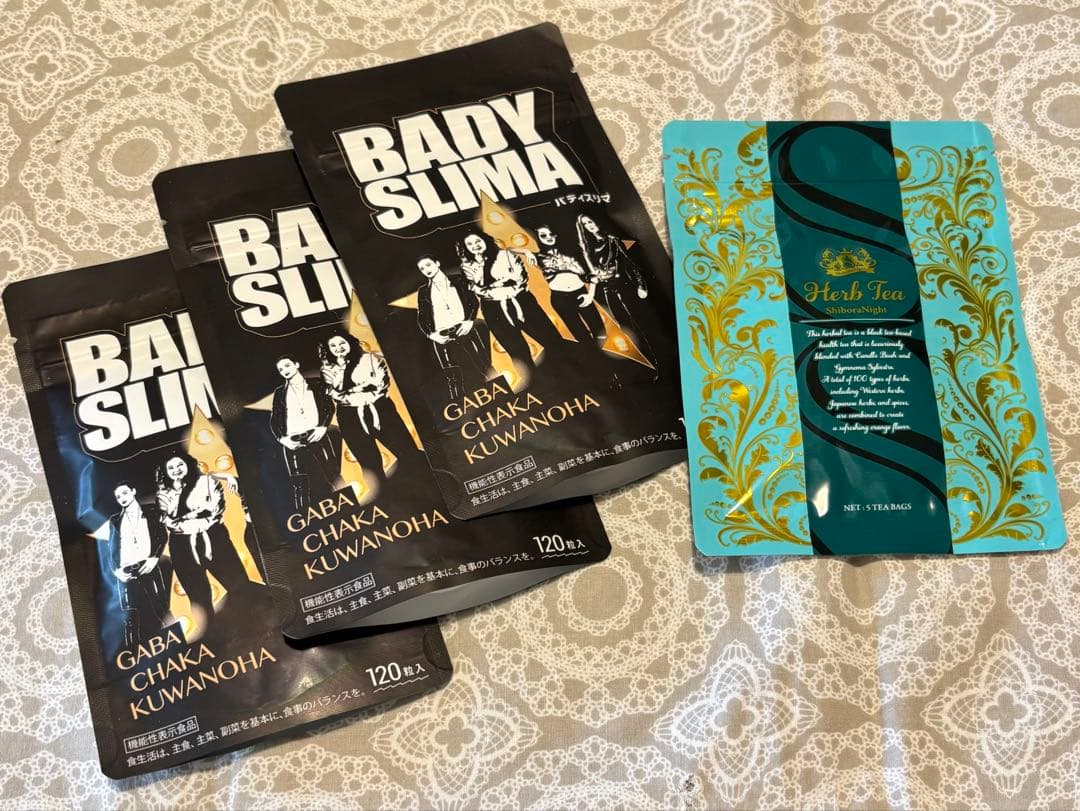 BADY
SLIMA
バディスリマ
GABA
CHAKA
KUWANOHA
機能性表示食品
食生活は、主食、主菜、副菜を基本に、食事のバランスを。
BA
SLI
GABA
CHAKA
KUWANOHA
機能性表示食品
食生活は、主食、主菜、副菜を基本に、食事のバランスを。
120粒入
BA
SLIM
GABA
CHAKA
KUWANOHA
機能性表示食品
食生活は、主食、主菜、副菜を基本に、食事のバランスを。
120粒入
Herb Tea
ShiboraNight
This herbal tea is a black tea-based
health tea that is luxuriously
blended with Candle Bush and
Gymnema Sylvestre.
A total of 100 types of herbs,
including Western herbs,
Japanese herbs, and spices,
are combined to create
a refreshing orange flavor.
NET : 5 TEA BAGS